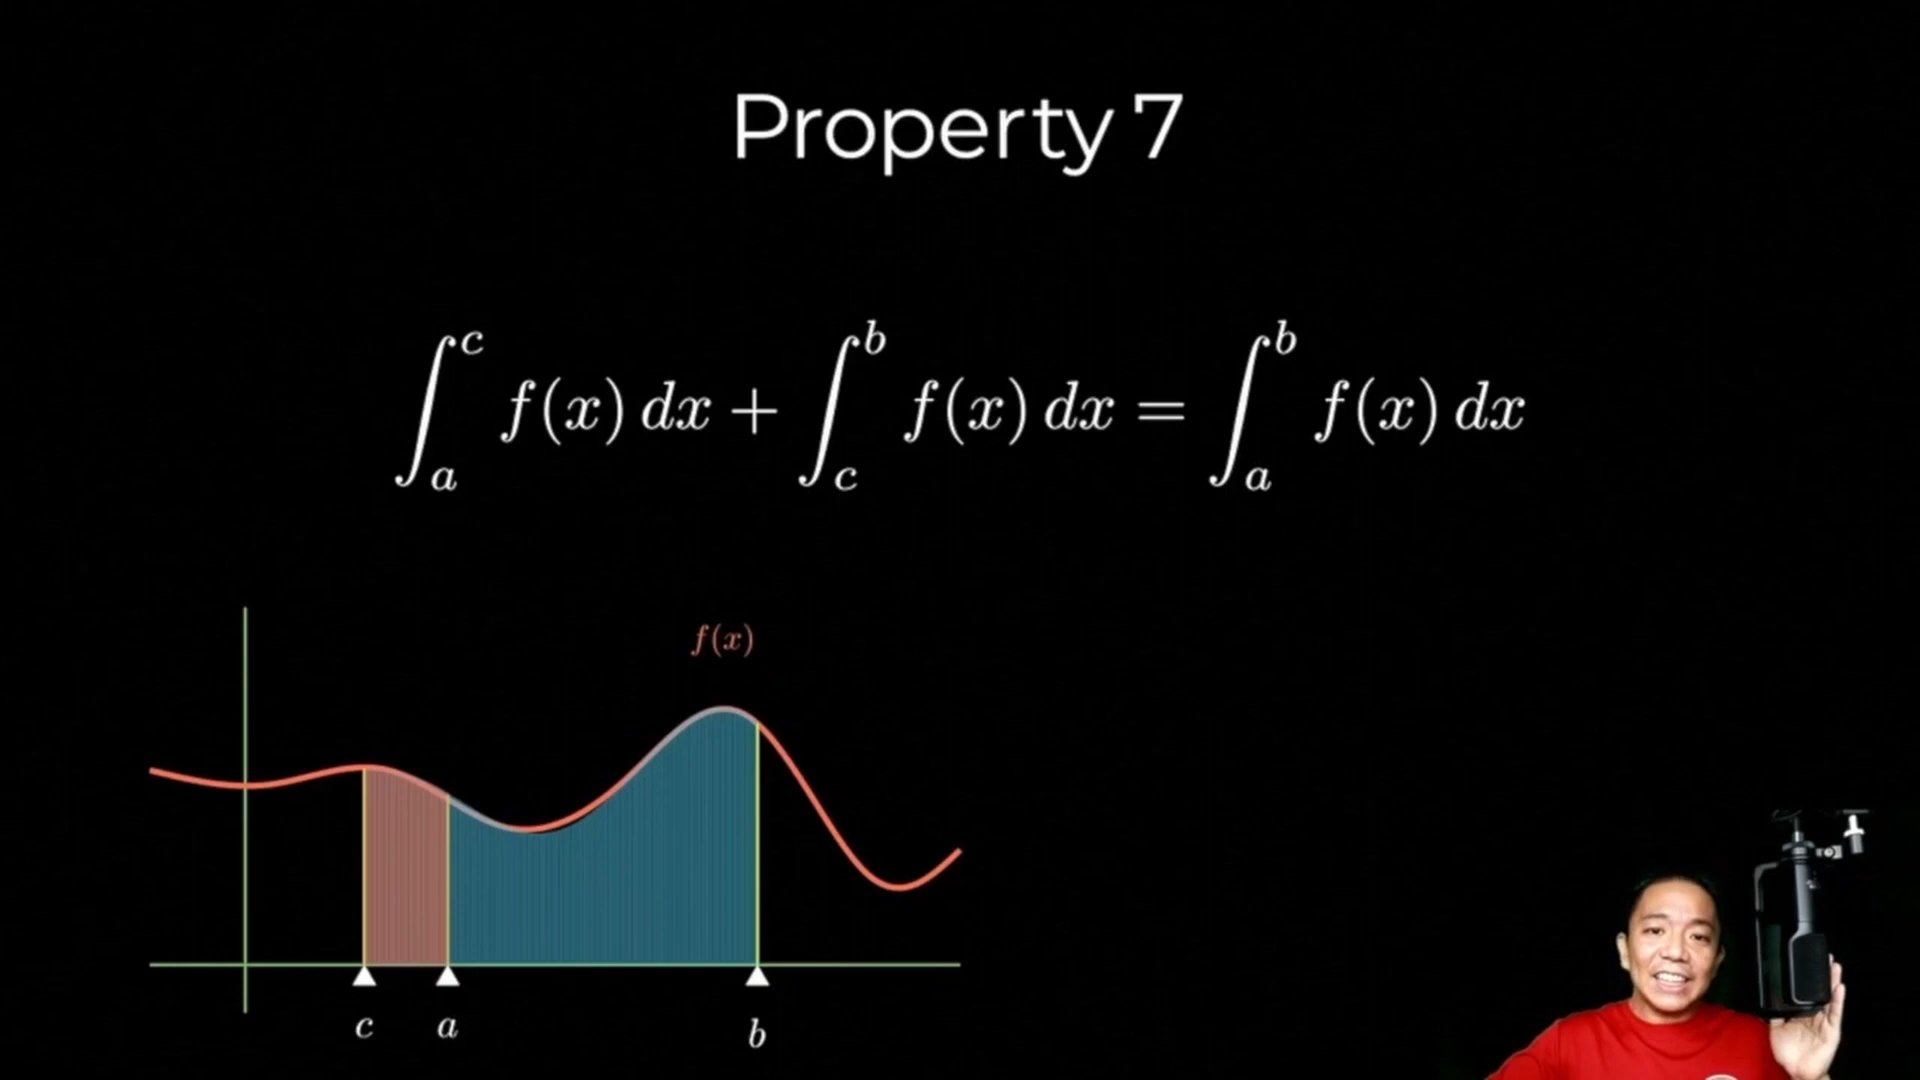 Property 7
∫_a^c f(x) dx + ∫_c^b f(x) dx = ∫_a^b f(x) dx
f(x)
c a b